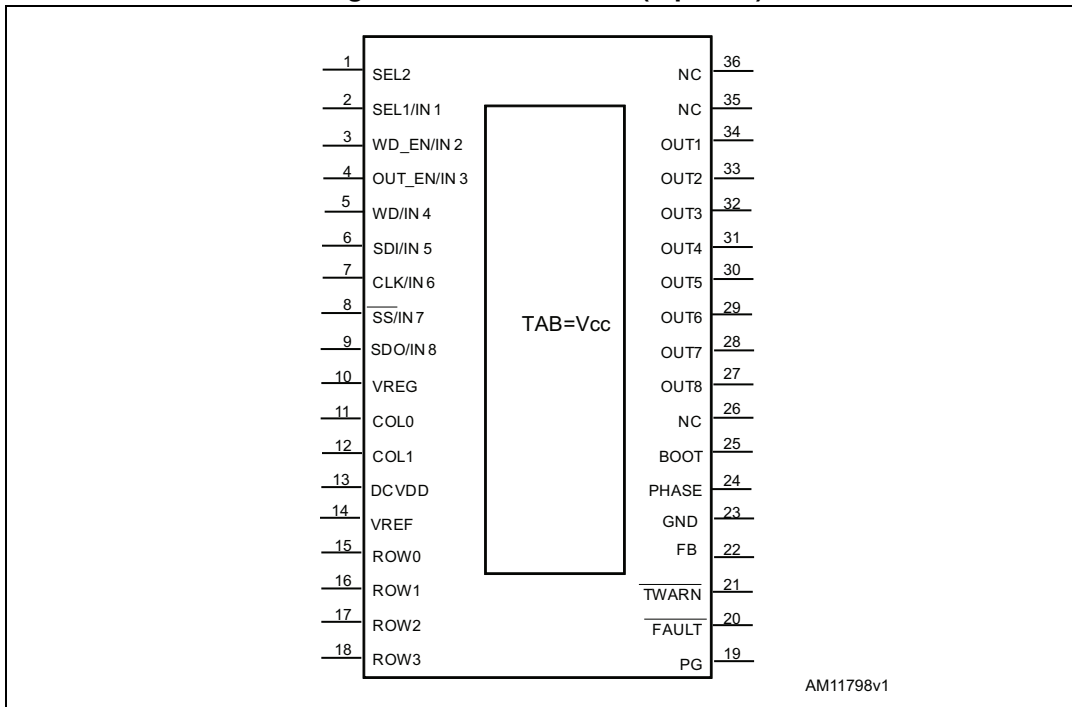 1 SEL2
2 SEL1/IN 1
3 WD_EN/IN 2
4 OUT_EN/IN 3
5 WD/IN 4
6 SDI/IN 5
7 CLK/IN 6
8 SS/IN 7
9 SDO/IN 8
10 VREG
11 COL0
12 COL1
13 DCVDD
14 VREF
15 ROW0
16 ROW1
17 ROW2
18 ROW3
TAB=Vcc
NC 36
NC 35
OUT1 34
OUT2 33
OUT3 32
OUT4 31
OUT5 30
OUT6 29
OUT7 28
OUT8 27
NC 26
BOOT 25
PHASE 24
GND 23
FB 22
TWARN 21
FAULT 20
PG 19
AM11798v1